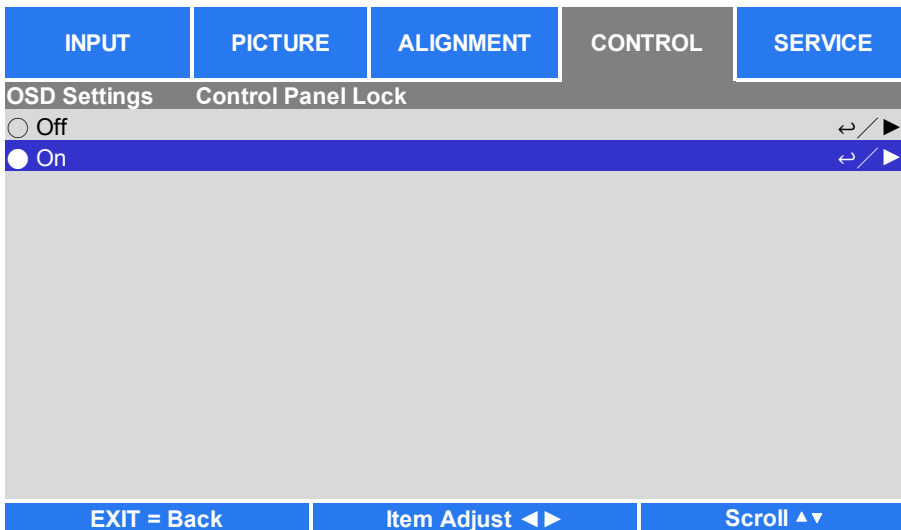 INPUT PICTURE ALIGNMENT CONTROL SERVICE
OSD Settings Control Panel Lock
○ Off ↩/▶
● On ↩/▶
EXIT = Back Item Adjust ◀▶ Scroll ▲▼